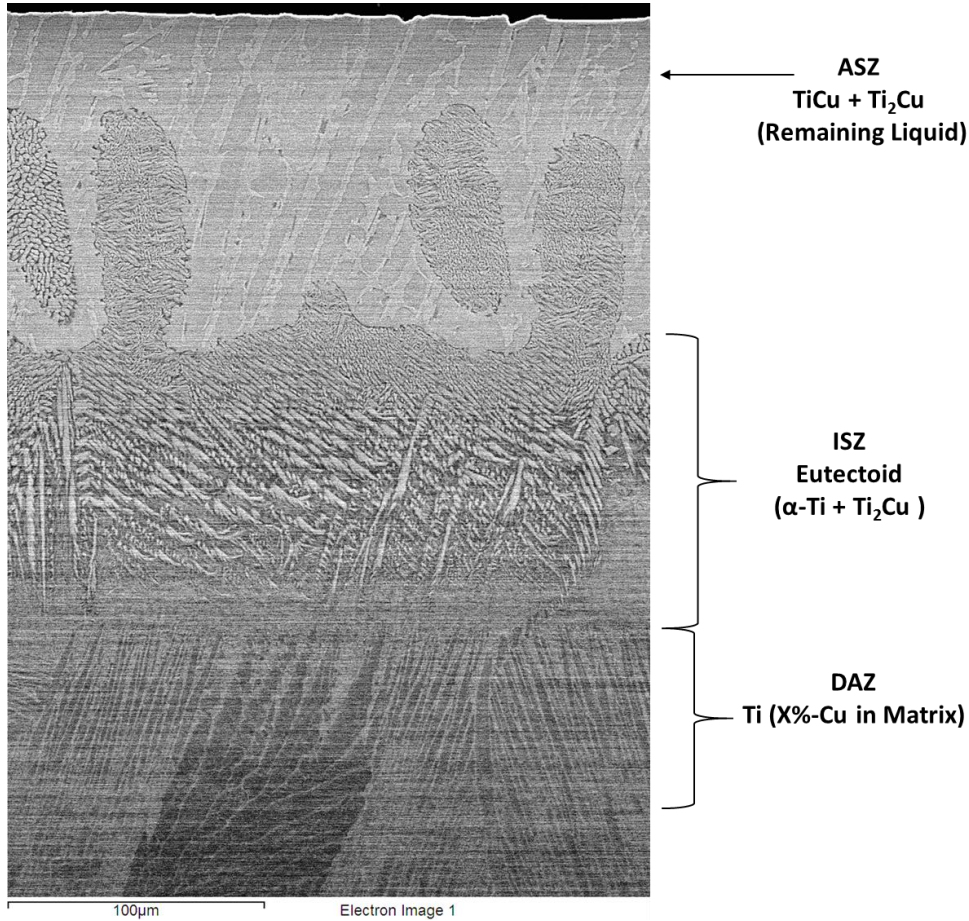 ASZ
TiCu + Ti₂Cu
(Remaining Liquid)
ISZ
Eutectoid
(α-Ti + Ti₂Cu )
DAZ
Ti (X%-Cu in Matrix)
100µm
Electron Image 1